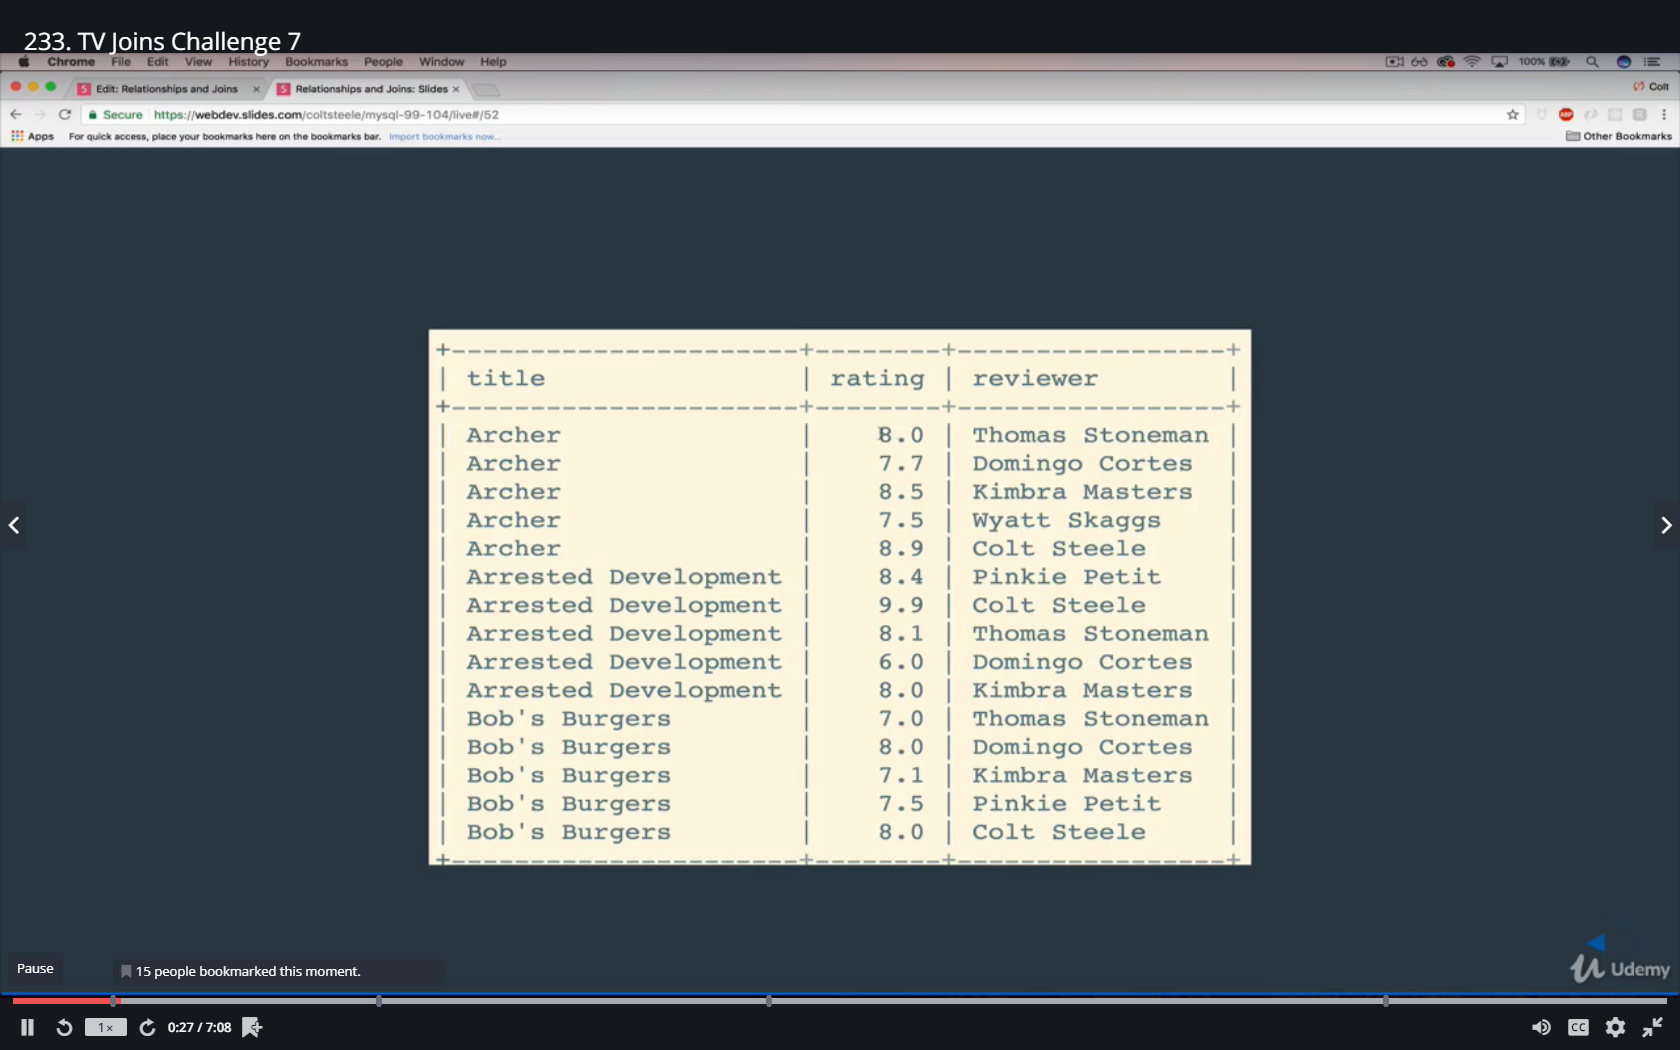 233. TV Joins Challenge 7
Chrome File Edit View History Bookmarks People Window Help 100%
Edit: Relationships and Joins × Relationships and Joins: Slides × Colt
Secure https://webdev.slides.com/coltsteele/mysql-99-104/live#/52 ABP
Apps For quick access, place your bookmarks here on the bookmarks bar. Import bookmarks now... Other Bookmarks
+----------------------+--------+-----------------+
| title | rating | reviewer |
+----------------------+--------+-----------------+
| Archer | 8.0 | Thomas Stoneman |
| Archer | 7.7 | Domingo Cortes |
| Archer | 8.5 | Kimbra Masters |
| Archer | 7.5 | Wyatt Skaggs |
| Archer | 8.9 | Colt Steele |
| Arrested Development | 8.4 | Pinkie Petit |
| Arrested Development | 9.9 | Colt Steele |
| Arrested Development | 8.1 | Thomas Stoneman |
| Arrested Development | 6.0 | Domingo Cortes |
| Arrested Development | 8.0 | Kimbra Masters |
| Bob's Burgers | 7.0 | Thomas Stoneman |
| Bob's Burgers | 8.0 | Domingo Cortes |
| Bob's Burgers | 7.1 | Kimbra Masters |
| Bob's Burgers | 7.5 | Pinkie Petit |
| Bob's Burgers | 8.0 | Colt Steele |
+----------------------+--------+-----------------+
Pause 15 people bookmarked this moment. Udemy
1× 0:27 / 7:08 CC